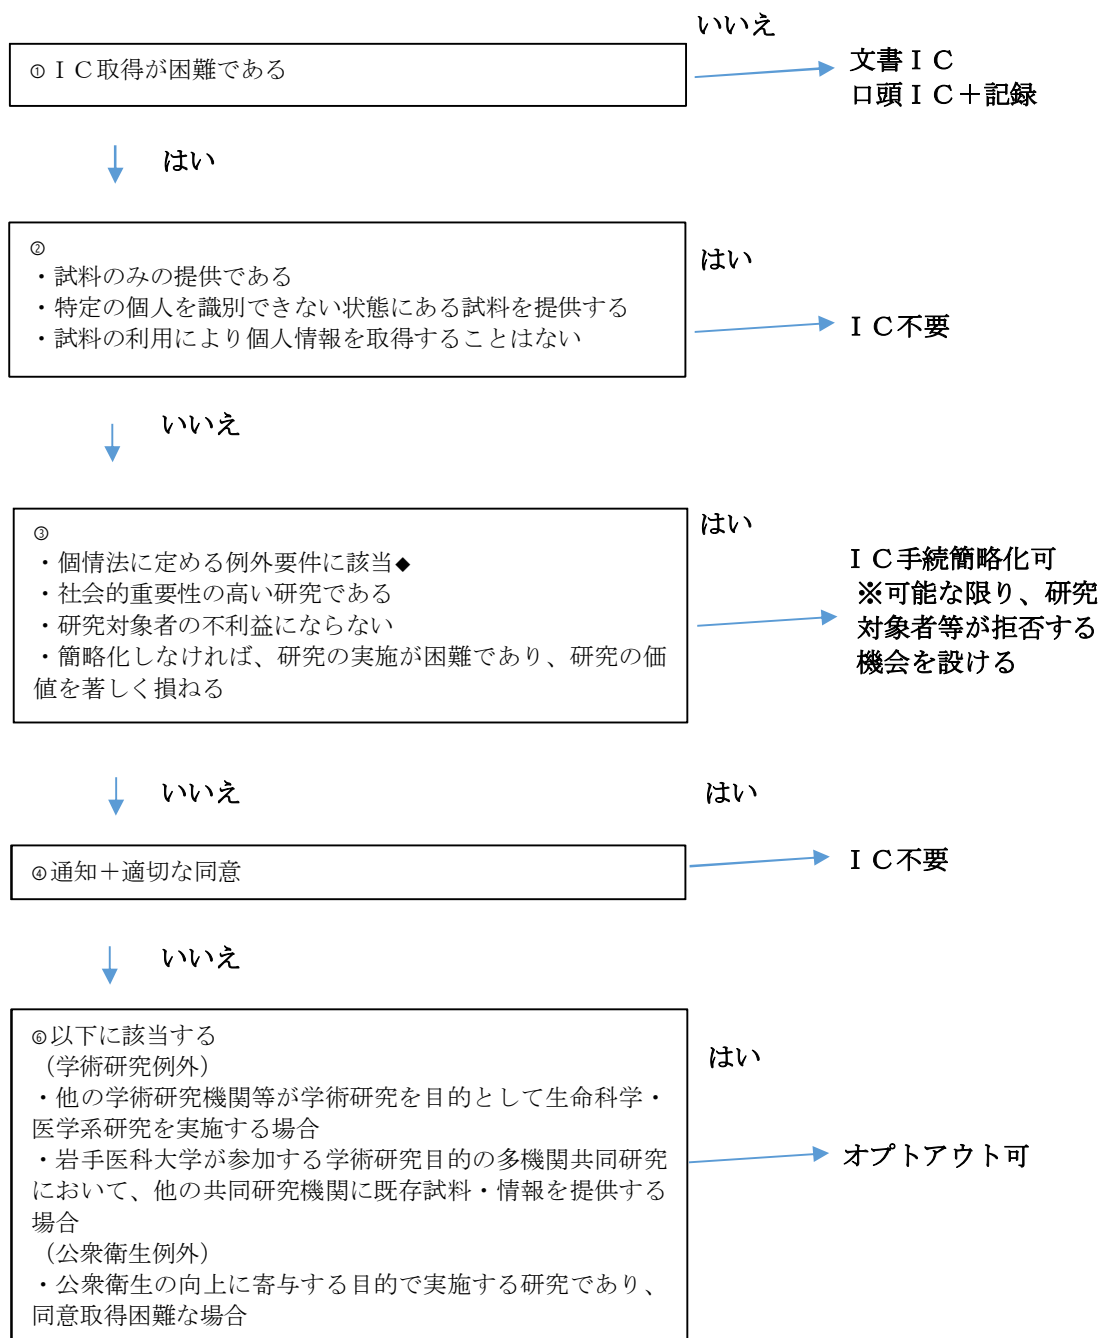 いいえ
①ＩＣ取得が困難である
文書ＩＣ
口頭ＩＣ＋記録
はい
②
・試料のみの提供である
・特定の個人を識別できない状態にある試料を提供する
・試料の利用により個人情報を取得することはない
はい
ＩＣ不要
いいえ
③
・個情法に定める例外要件に該当◆
・社会的重要性の高い研究である
・研究対象者の不利益にならない
・簡略化しなければ、研究の実施が困難であり、研究の価
値を著しく損ねる
はい
ＩＣ手続簡略化可
※可能な限り、研究
対象者等が拒否する
機会を設ける
いいえ
はい
④通知＋適切な同意
ＩＣ不要
いいえ
⑥以下に該当する
（学術研究例外）
・他の学術研究機関等が学術研究を目的として生命科学・
医学系研究を実施する場合
・岩手医科大学が参加する学術研究目的の多機関共同研究
において、他の共同研究機関に既存試料・情報を提供する
場合
（公衆衛生例外）
・公衆衛生の向上に寄与する目的で実施する研究であり、
同意取得困難な場合
はい
オプトアウト可